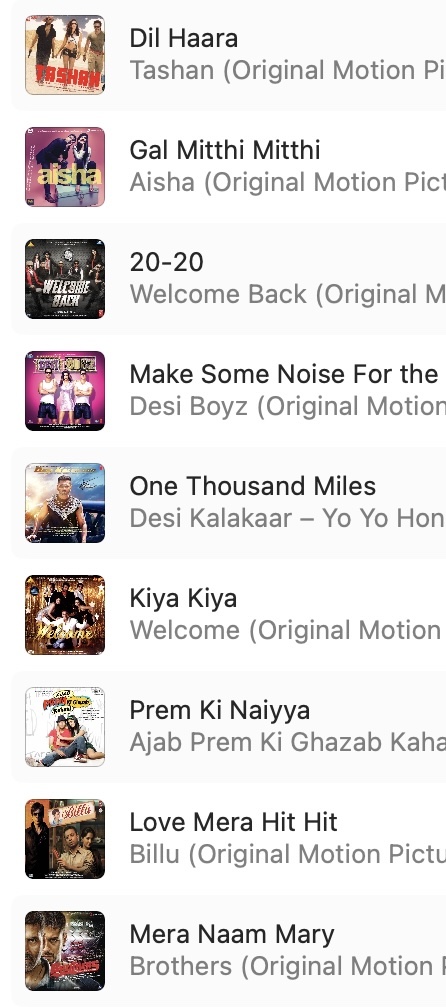 TASHAN
Dil Haara
Tashan (Original Motion Pi
aisha
Gal Mitthi Mitthi
Aisha (Original Motion Pict
WELCOME
BACK
20-20
Welcome Back (Original M
Make Some Noise For the
Desi Boyz (Original Motion
One Thousand Miles
Desi Kalakaar – Yo Yo Hon
Welcome
Kiya Kiya
Welcome (Original Motion
Prem Ki Naiyya
Ajab Prem Ki Ghazab Kaha
Billu
Love Mera Hit Hit
Billu (Original Motion Pictu
BROTHERS
Mera Naam Mary
Brothers (Original Motion P